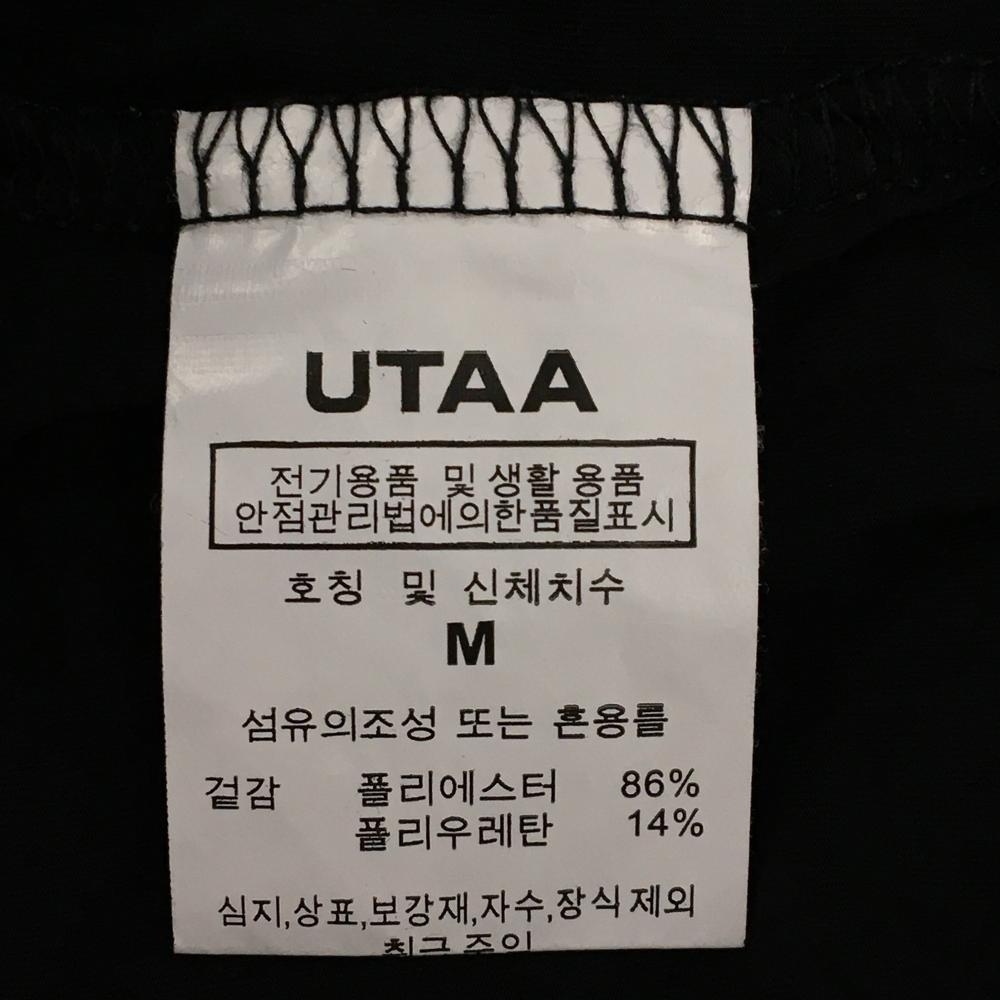 UTAA
전기용품 및 생활 용품
안점관리법에의한품질표시
호칭 및 신체치수
M
섬유의조성 또는 혼용률
겉감 폴리에스터 86%
폴리우레탄 14%
심지,상표,보강재,자수,장식제외